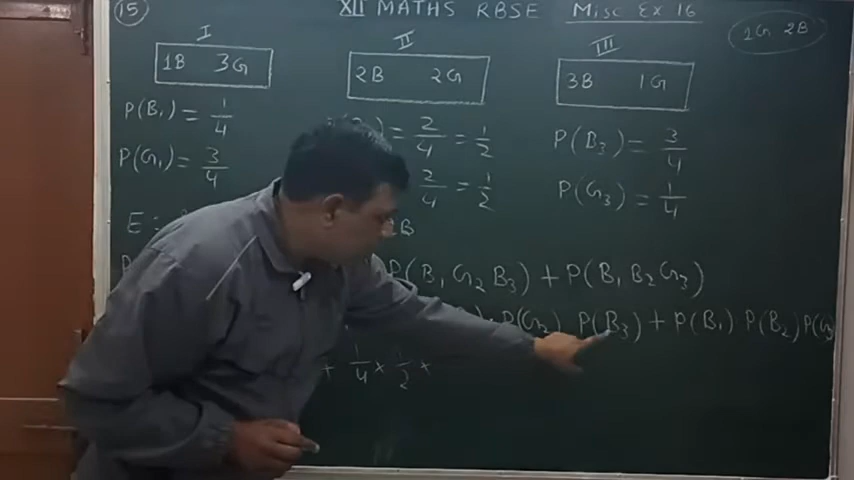 (15) XII MATHS RBSE Misc Ex 16
1G 2B
I II III
1B 3G 2B 2G 3B 1G
P(B₁) = 1/4 = 2/4 = 1/2 P(B₃) = 3/4
P(G₁) = 3/4 2/4 = 1/2 P(G₃) = 1/4
E : 1B
P(B₁ G₂ B₃) + P(B₁ B₂ G₃)
P(G₂) P(B₃) + P(B₁) P(B₂) P(G₃)
+ 1/4 × 1/2 ×